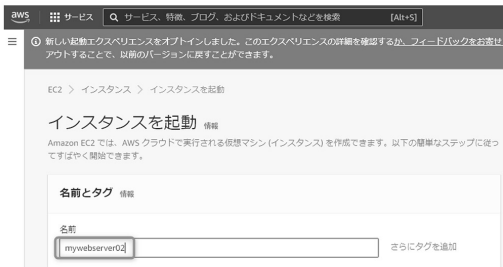 aws サービス サービス、特徴、ブログ、およびドキュメントなどを検索 [Alt+S]
新しい起動エクスペリエンスをオプトインしました。このエクスペリエンスの詳細を確認するか、フィードバックをお寄せ
アウトすることで、以前のバージョンに戻すことができます。
EC2 > インスタンス > インスタンスを起動
インスタンスを起動 情報
Amazon EC2 では、AWS クラウドで実行される仮想マシン (インスタンス) を作成できます。以下の簡単なステップに従っ
てすばやく開始できます。
名前とタグ 情報
名前
mywebserver02 さらにタグを追加